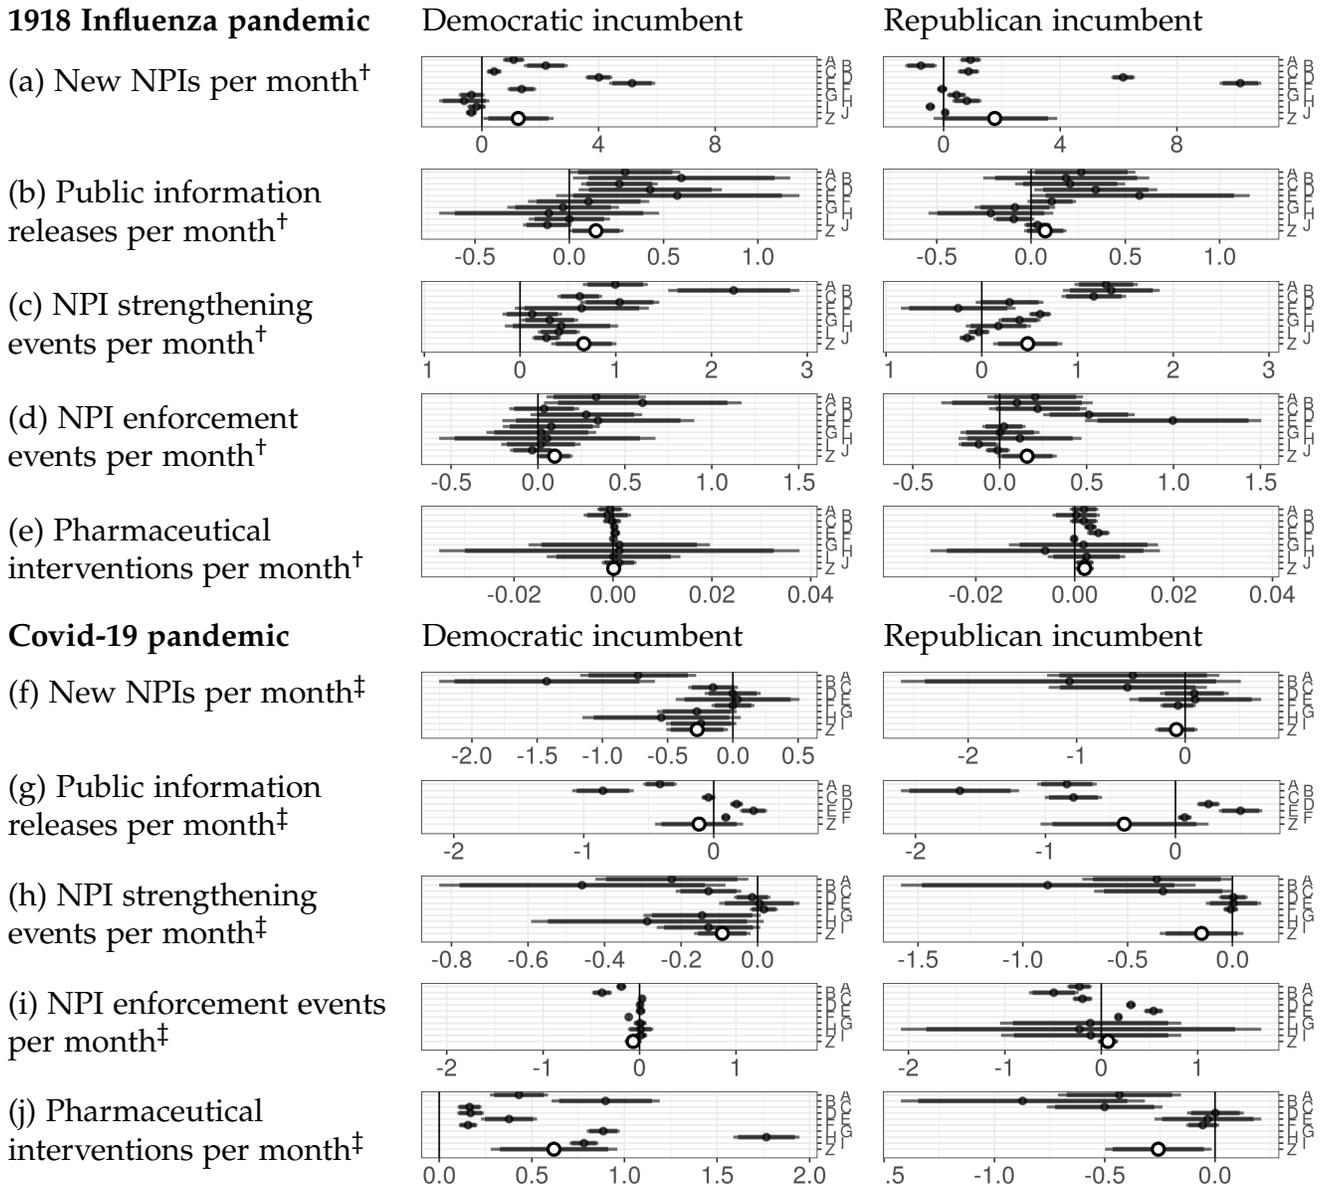 1918 Influenza pandemic Democratic incumbent Republican incumbent
(a) New NPIs per month†
A B C D E F G H L J Z A B C D E F G H L J Z
0 4 8 0 4 8
(b) Public information
releases per month†
A B C D E F G H L J Z A B C D E F G H L J Z
-0.5 0.0 0.5 1.0 -0.5 0.0 0.5 1.0
(c) NPI strengthening
events per month†
A B C D E F G H L J Z A B C D E F G H L J Z
1 0 1 2 3 1 0 1 2 3
(d) NPI enforcement
events per month†
A B C D E F G H L J Z A B C D E F G H L J Z
-0.5 0.0 0.5 1.0 1.5 -0.5 0.0 0.5 1.0 1.5
(e) Pharmaceutical
interventions per month†
A B C D E F G H J Z A B C D E F G H J Z
-0.02 0.00 0.02 0.04 -0.02 0.00 0.02 0.04
Covid-19 pandemic Democratic incumbent Republican incumbent
(f) New NPIs per month‡
A B C D E F G H I Z A B C D E F G H I Z
-2.0 -1.5 -1.0 -0.5 0.0 0.5 -2 -1 0
(g) Public information
releases per month‡
A B C D E F Z A B C D E F Z
-2 -1 0 -2 -1 0
(h) NPI strengthening
events per month‡
A B C D E F G H I Z A B C D E F G H I Z
-0.8 -0.6 -0.4 -0.2 0.0 -1.5 -1.0 -0.5 0.0
(i) NPI enforcement events
per month‡
A B C D E F G H I Z A B C D E F G H I Z
-2 -1 0 1 -2 -1 0 1
(j) Pharmaceutical
interventions per month‡
A B C D E F G H I Z A B C D E F G H I Z
0.0 0.5 1.0 1.5 2.0 .5 -1.0 -0.5 0.0